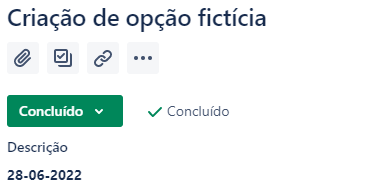 Criação de opção fictícia
Concluído
Concluído
Descrição
28-06-2022